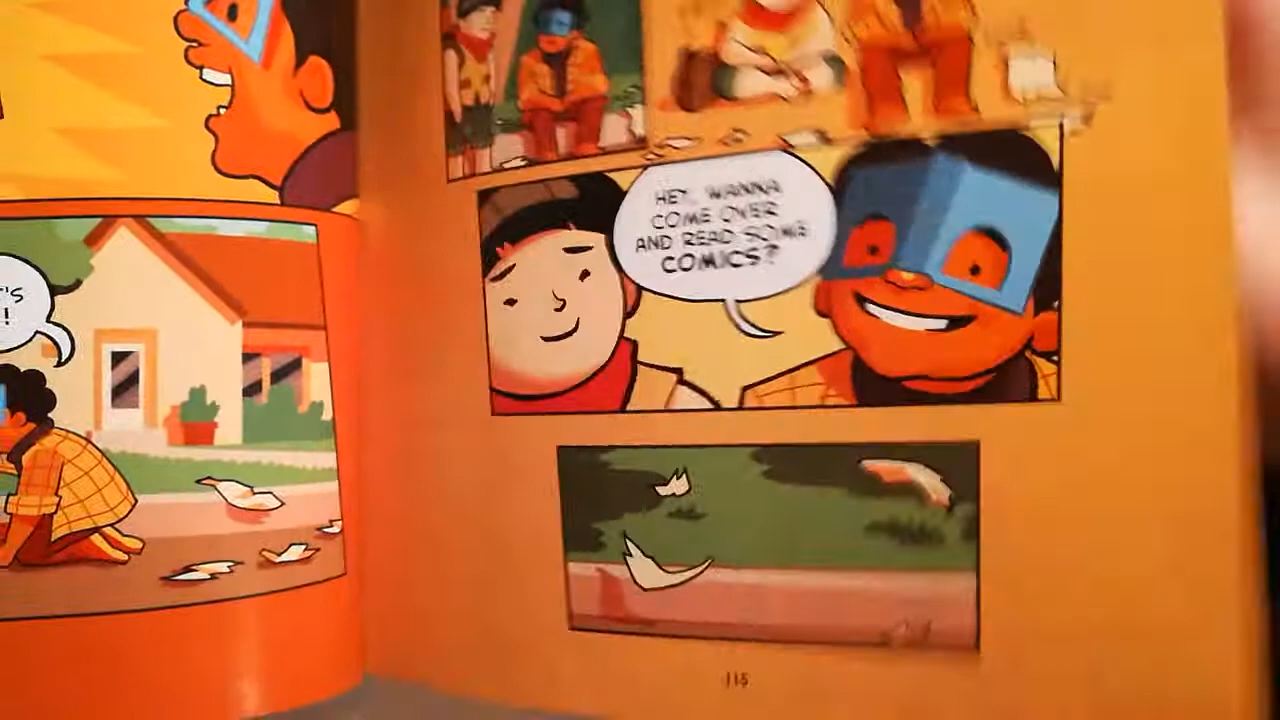 'S
!
HEY, WANNA
COME OVER
AND READ SOME
COMICS?
115